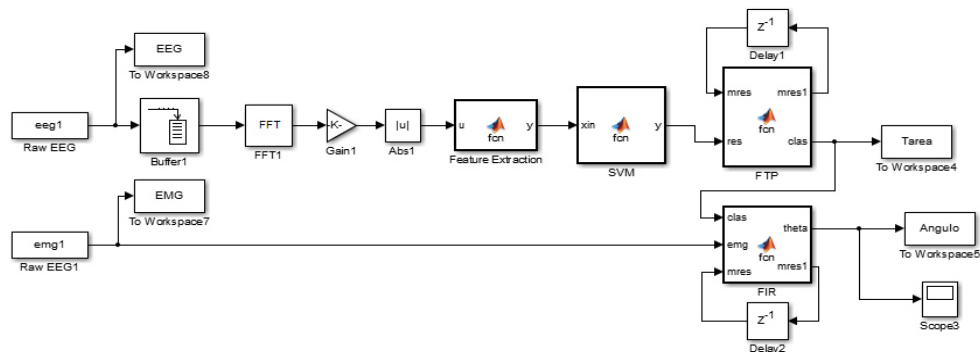 EEG
To Workspace8
eeg1
Raw EEG
Buffer1
FFT
FFT1
-K-
Gain1
|u|
Abs1
u
fcn
y
Feature Extraction
xin
fcn
y
SVM
Z-1
Delay1
mres
mres1
fcn
res
clas
FTP
Tarea
To Workspace4
EMG
To Workspace7
emg1
Raw EEG1
clas
theta
emg
fcn
mres
mres1
FIR
Z-1
Delay2
Angulo
To Workspace5
Scope3